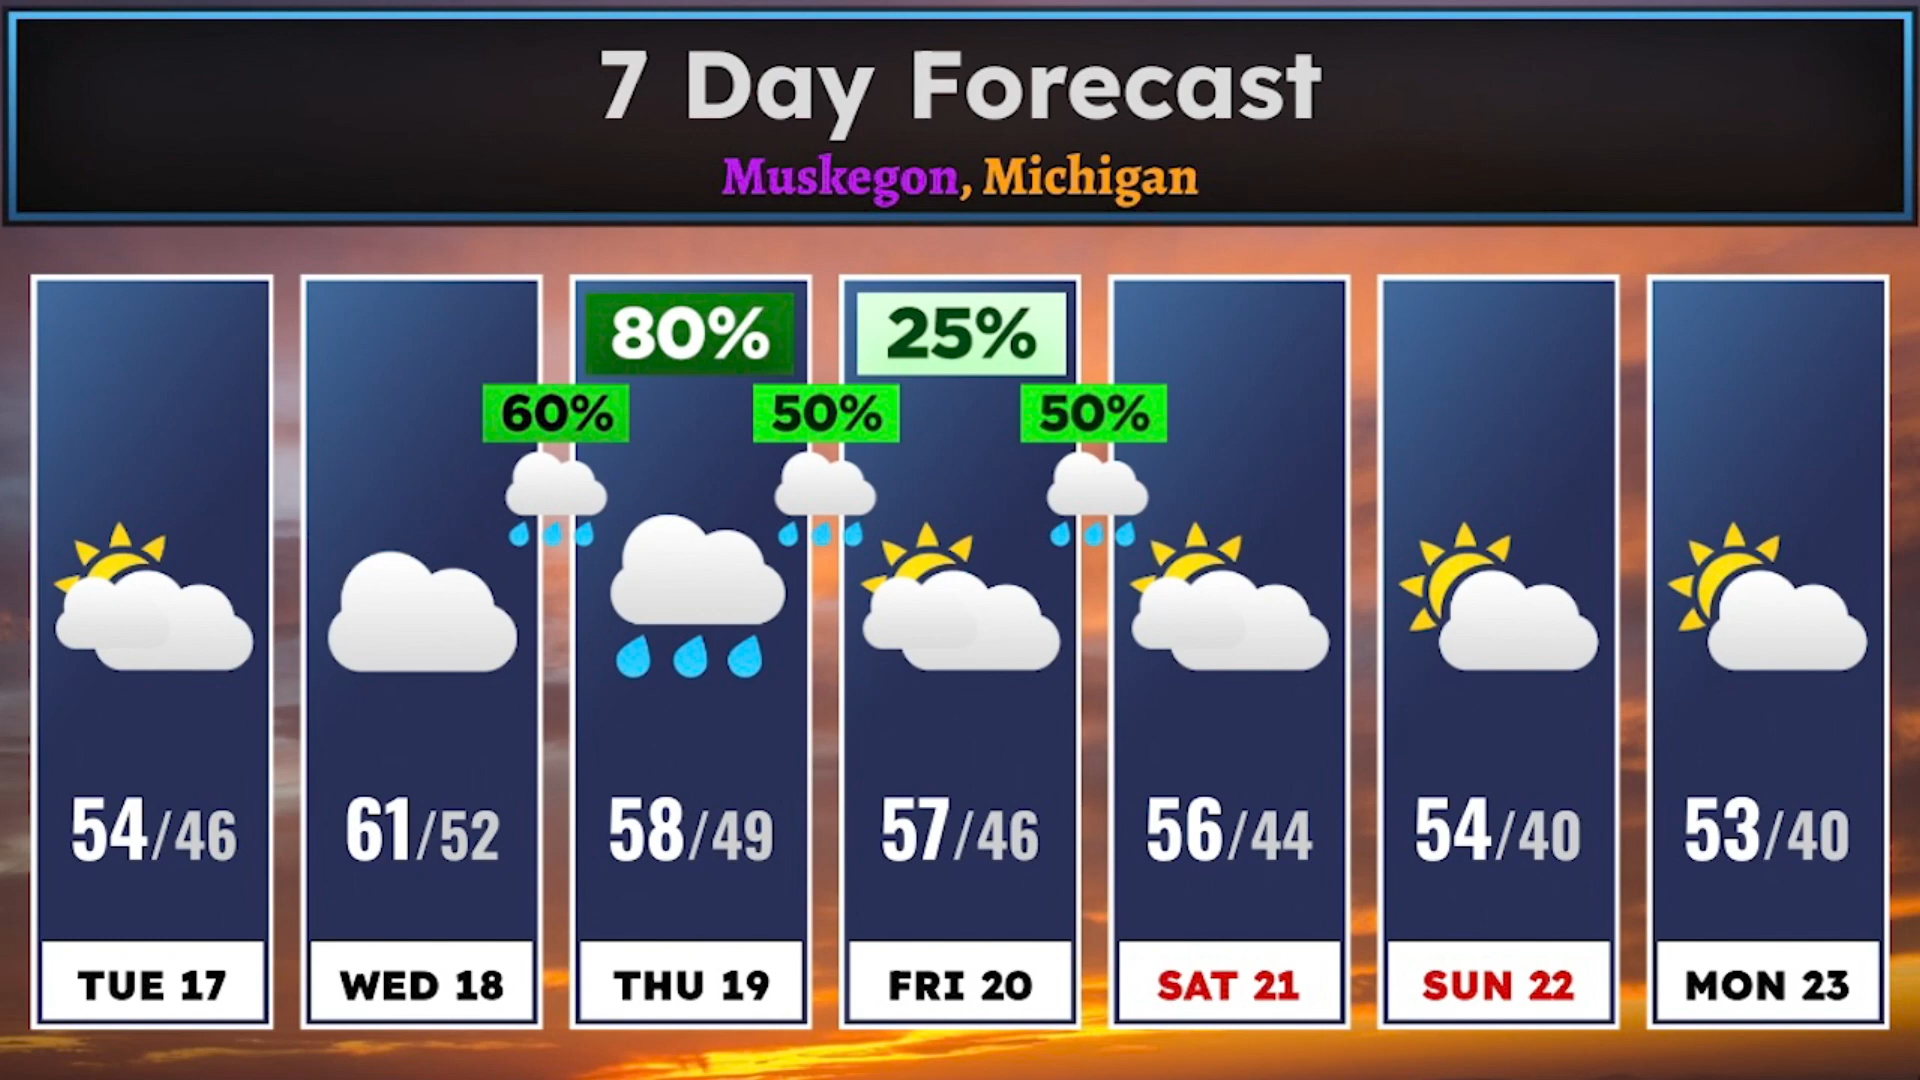 7 Day Forecast
Muskegon, Michigan
80% 25%
60% 50% 50%
54/46 61/52 58/49 57/46 56/44 54/40 53/40
TUE 17 WED 18 THU 19 FRI 20 SAT 21 SUN 22 MON 23